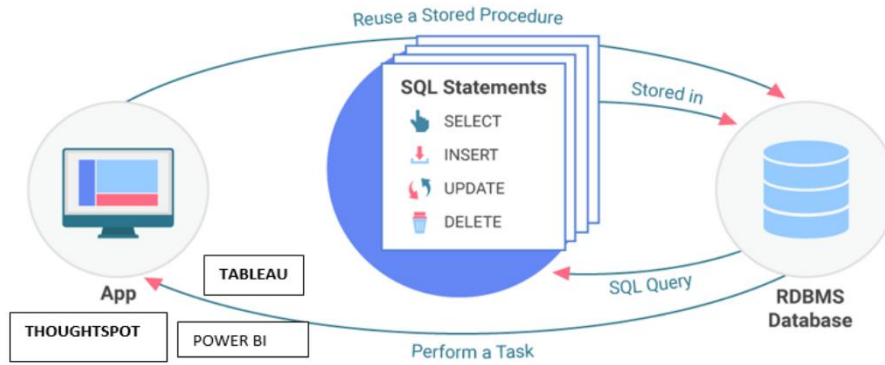 Reuse a Stored Procedure
SQL Statements
SELECT
INSERT
UPDATE
DELETE
Stored in
TABLEAU
App
SQL Query
RDBMS
Database
THOUGHTSPOT
POWER BI
Perform a Task